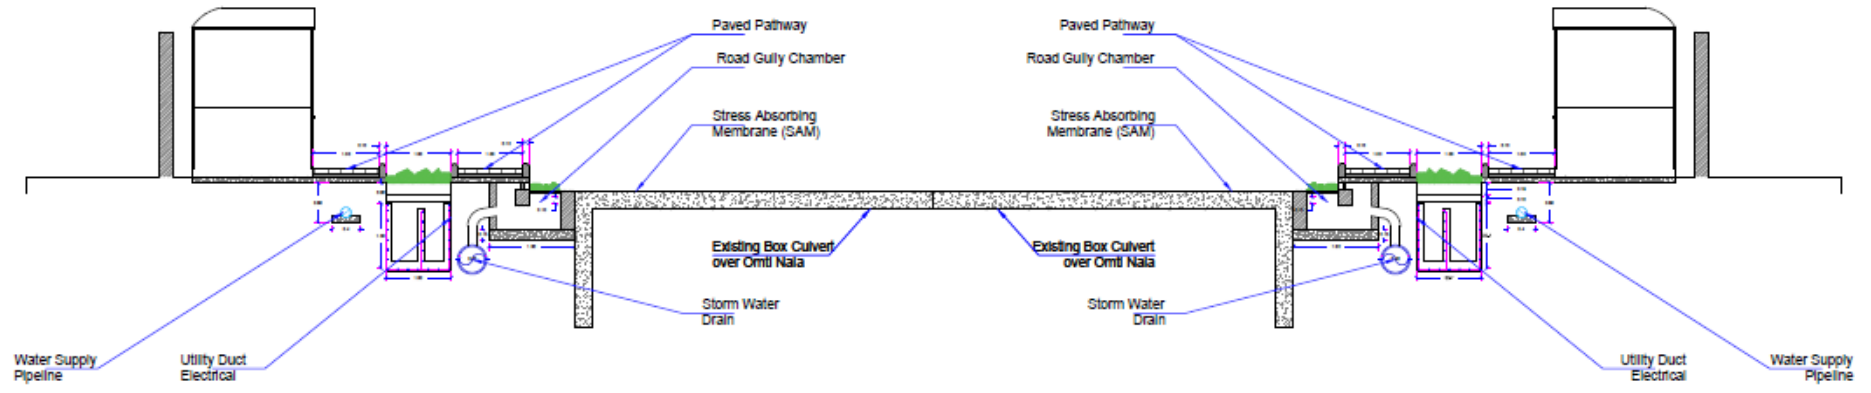 Paved Pathway
Paved Pathway
Road Gully Chamber
Road Gully Chamber
Stress Absorbing
Membrane (SAM)
Stress Absorbing
Membrane (SAM)
Existing Box Culvert
over Omti Nala
Existing Box Culvert
over Omti Nala
Storm Water
Drain
Storm Water
Drain
Water Supply
Pipeline
Utility Duct
Electrical
Utility Duct
Electrical
Water Supply
Pipeline